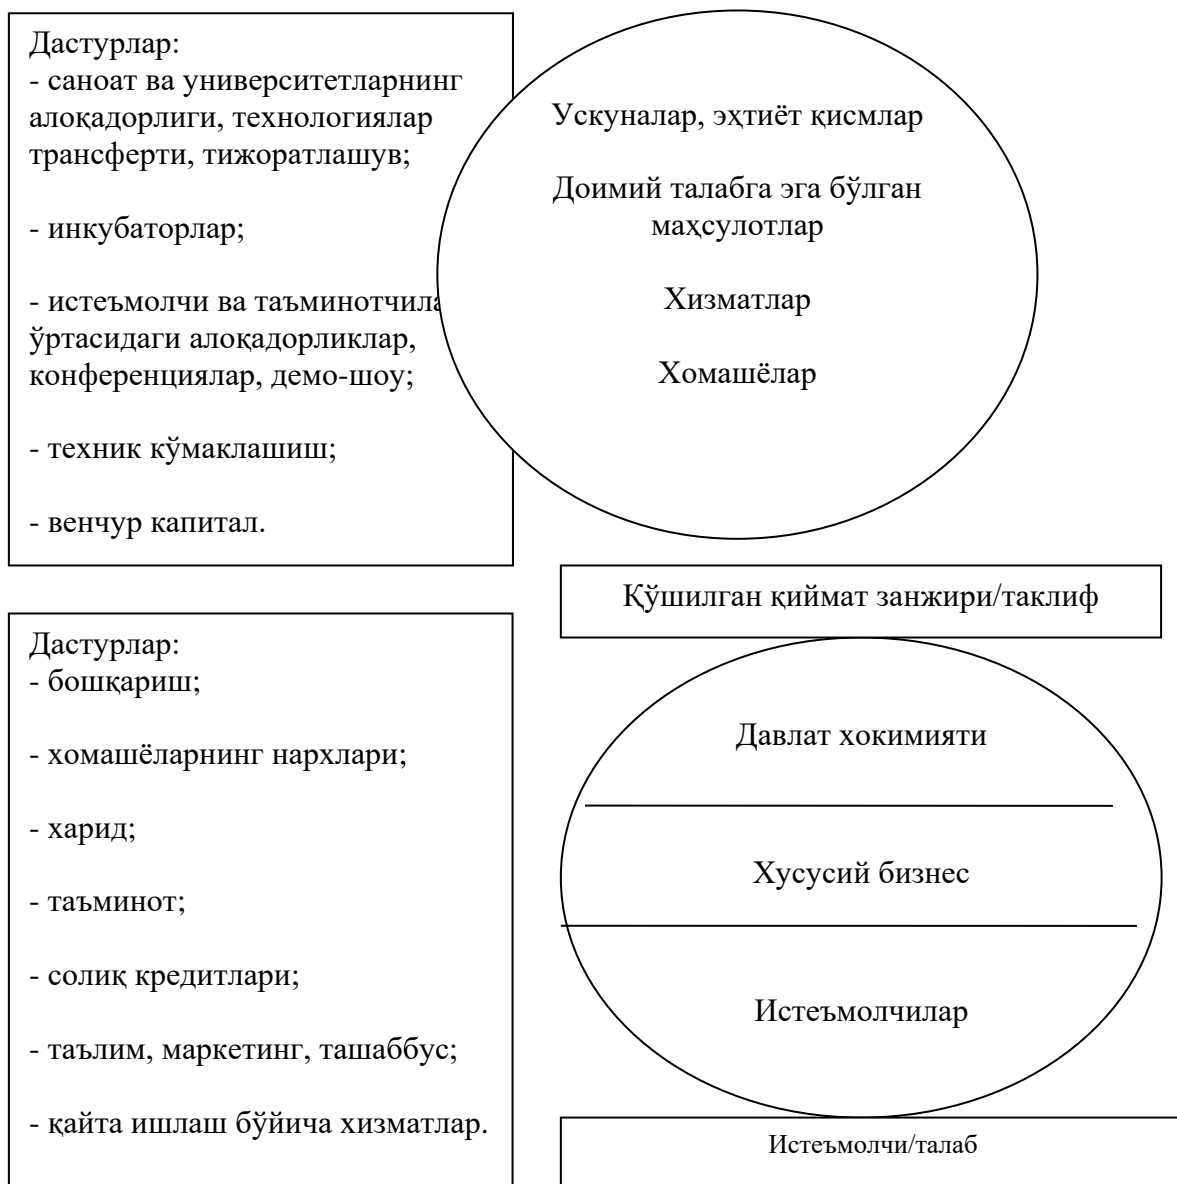 Дастурлар:
- саноат ва университетларнинг
алоқадорлиги, технологиялар
трансферти, тижоратлашув;
- инкубаторлар;
- истеъмолчи ва таъминотчила
ўртасидаги алоқадорликлар,
конференциялар, демо-шоу;
- техник кўмаклашиш;
- венчур капитал.
Ускуналар, эҳтиёт қисмлар
Доимий талабга эга бўлган
маҳсулотлар
Хизматлар
Хомашёлар
Қўшилган қиймат занжири/таклиф
Дастурлар:
- бошқариш;
- хомашёларнинг нархлари;
- харид;
- таъминот;
- солиқ кредитлари;
- таълим, маркетинг, ташаббус;
- қайта ишлаш бўйича хизматлар.
Давлат хокимияти
Хусусий бизнес
Истеъмолчилар
Истеъмолчи/талаб